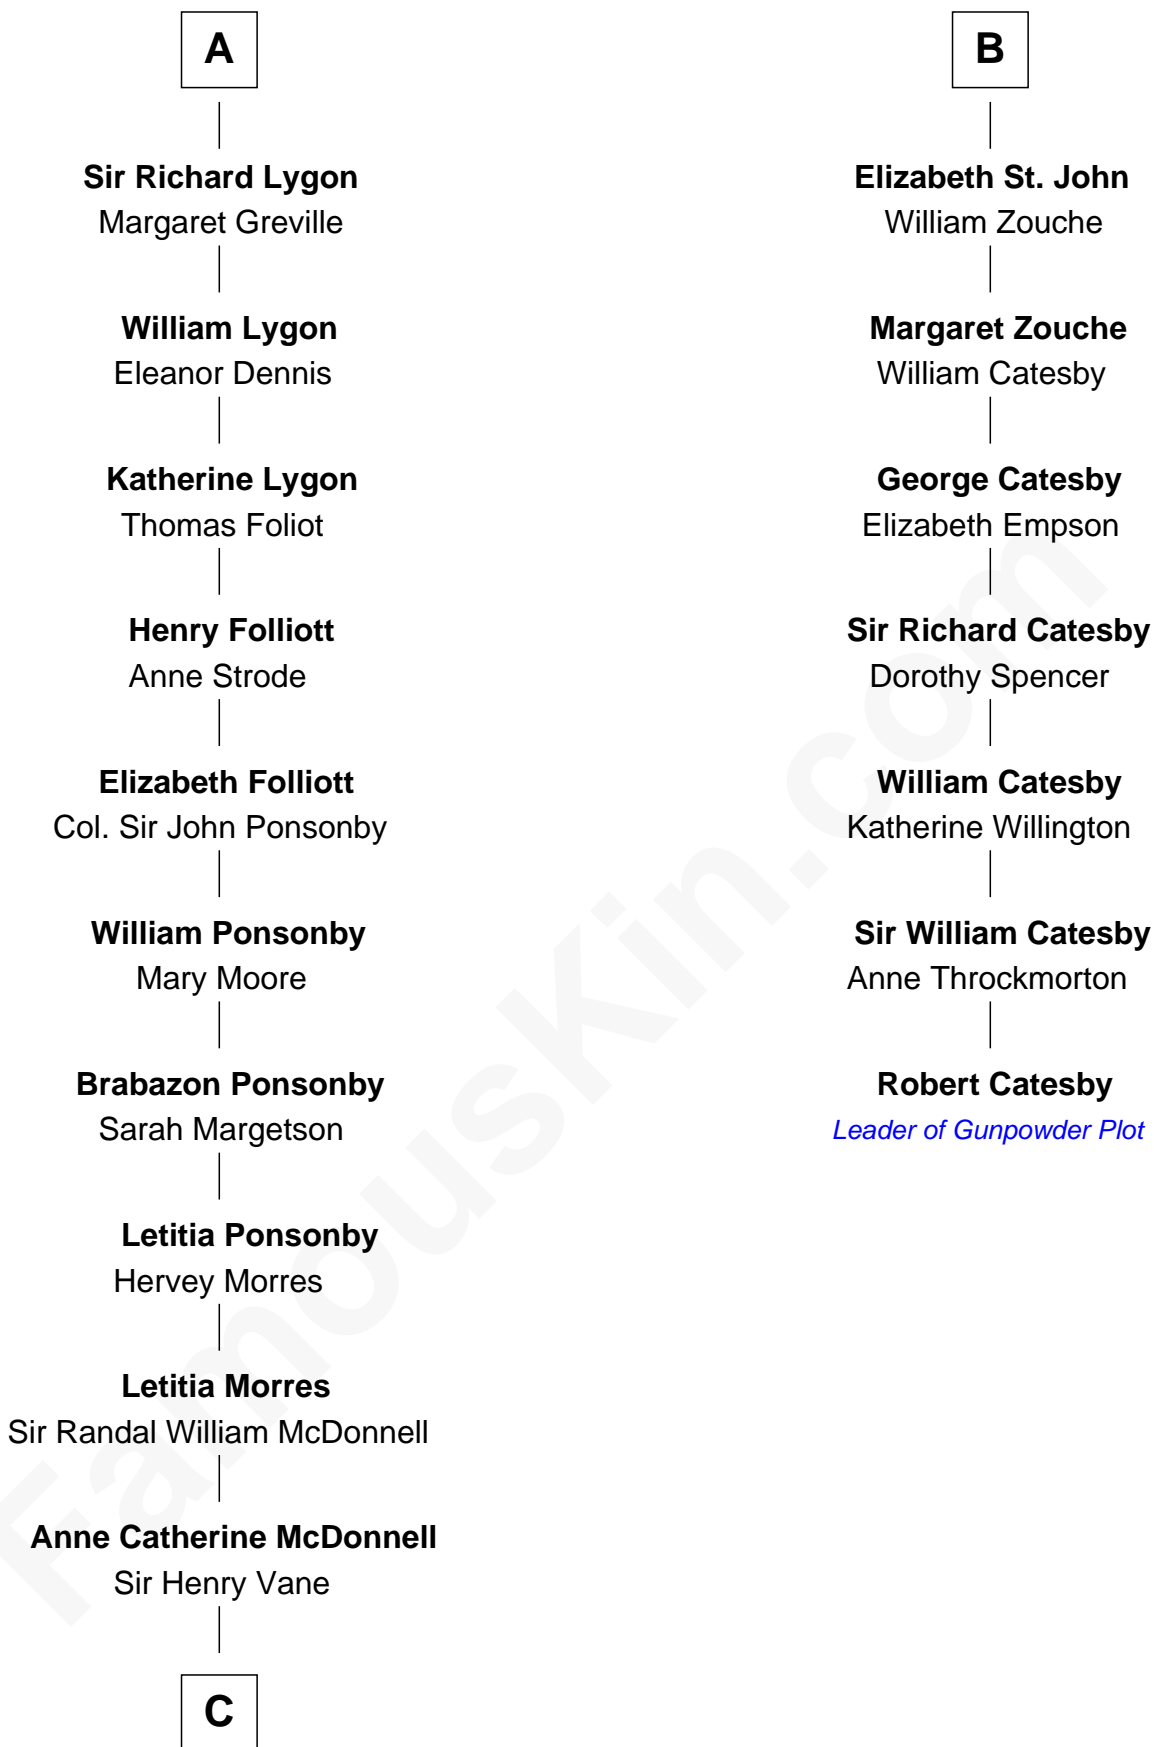 A
Sir Richard Lygon
Margaret Greville
William Lygon
Eleanor Dennis
Katherine Lygon
Thomas Foliot
Henry Folliott
Anne Strode
Elizabeth Folliott
Col. Sir John Ponsonby
William Ponsonby
Mary Moore
Brabazon Ponsonby
Sarah Margetson
Letitia Ponsonby
Hervey Morres
Letitia Morres
Sir Randal William McDonnell
Anne Catherine McDonnell
Sir Henry Vane
C
B
Elizabeth St. John
William Zouche
Margaret Zouche
William Catesby
George Catesby
Elizabeth Empson
Sir Richard Catesby
Dorothy Spencer
William Catesby
Katherine Willington
Sir William Catesby
Anne Throckmorton
Robert Catesby
Leader of Gunpowder Plot
FamousKin.com